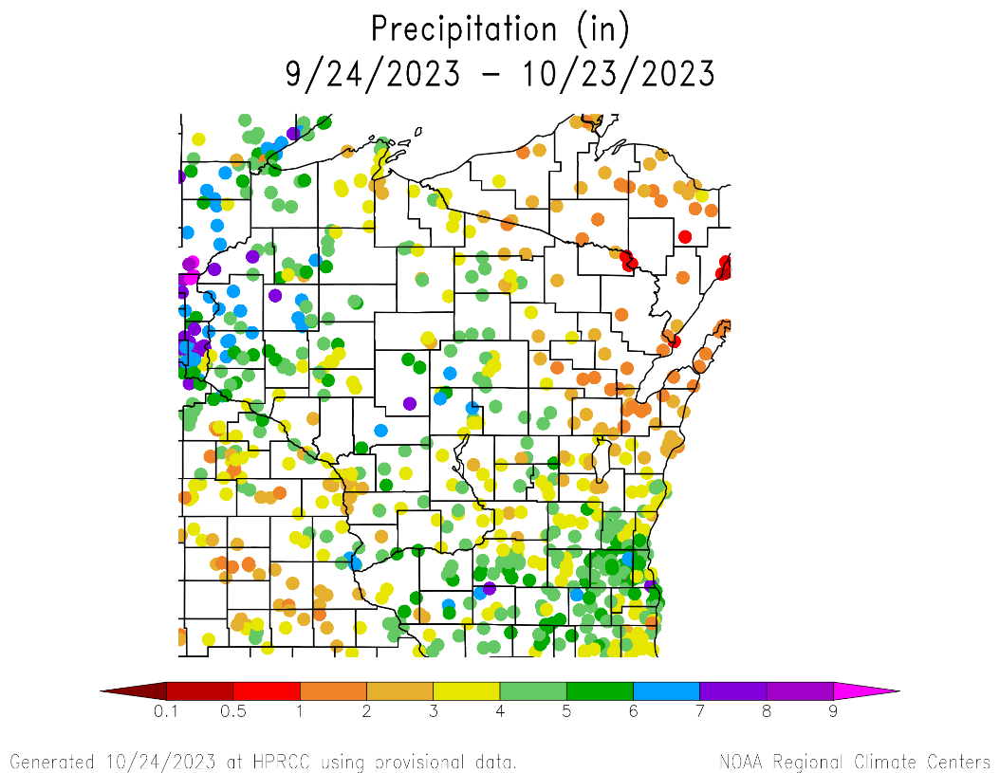 Precipitation (in)
9/24/2023 – 10/23/2023
0.1 0.5 1 2 3 4 5 6 7 8 9
Generated 10/24/2023 at HPRCC using provisional data.
NOAA Regional Climate Centers